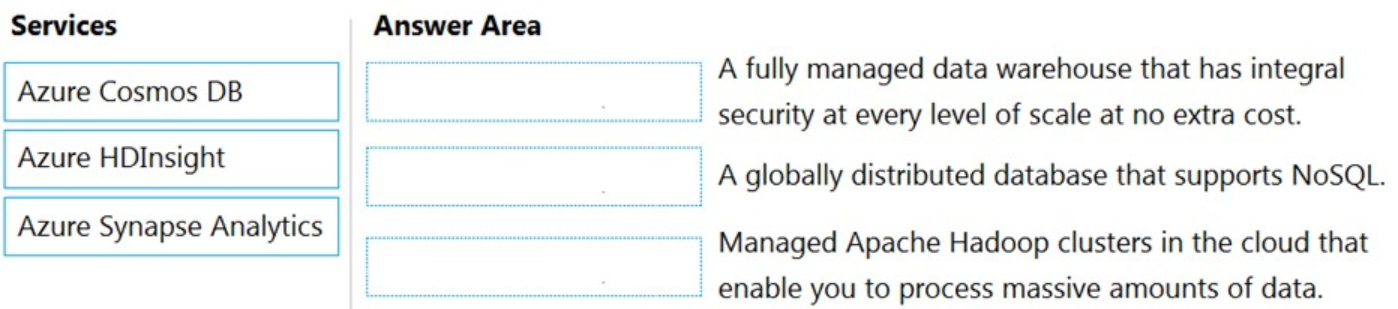 Services
Answer Area
Azure Cosmos DB
Azure HDInsight
Azure Synapse Analytics
A fully managed data warehouse that has integral
security at every level of scale at no extra cost.
A globally distributed database that supports NoSQL.
Managed Apache Hadoop clusters in the cloud that
enable you to process massive amounts of data.